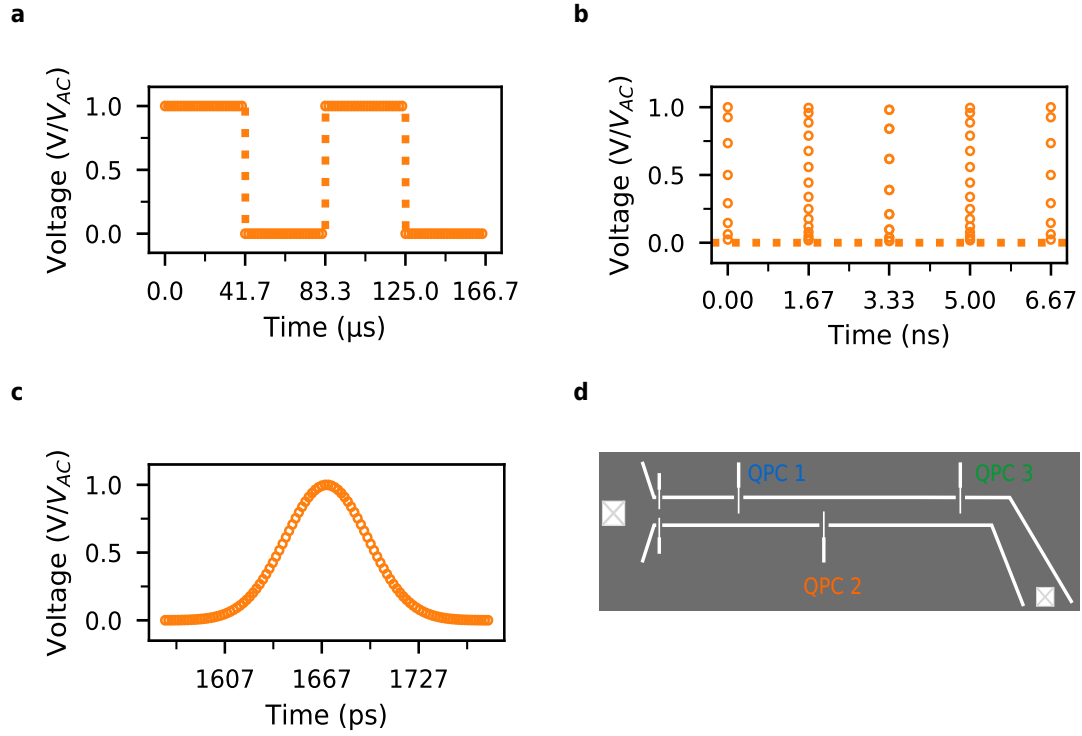 a
Voltage (V/V_AC)
1.0
0.5
0.0
0.0 41.7 83.3 125.0 166.7
Time (µs)
b
Voltage (V/V_AC)
1.0
0.5
0.0
0.00 1.67 3.33 5.00 6.67
Time (ns)
c
Voltage (V/V_AC)
1.0
0.5
0.0
1607 1667 1727
Time (ps)
d
QPC 1 QPC 3
QPC 2